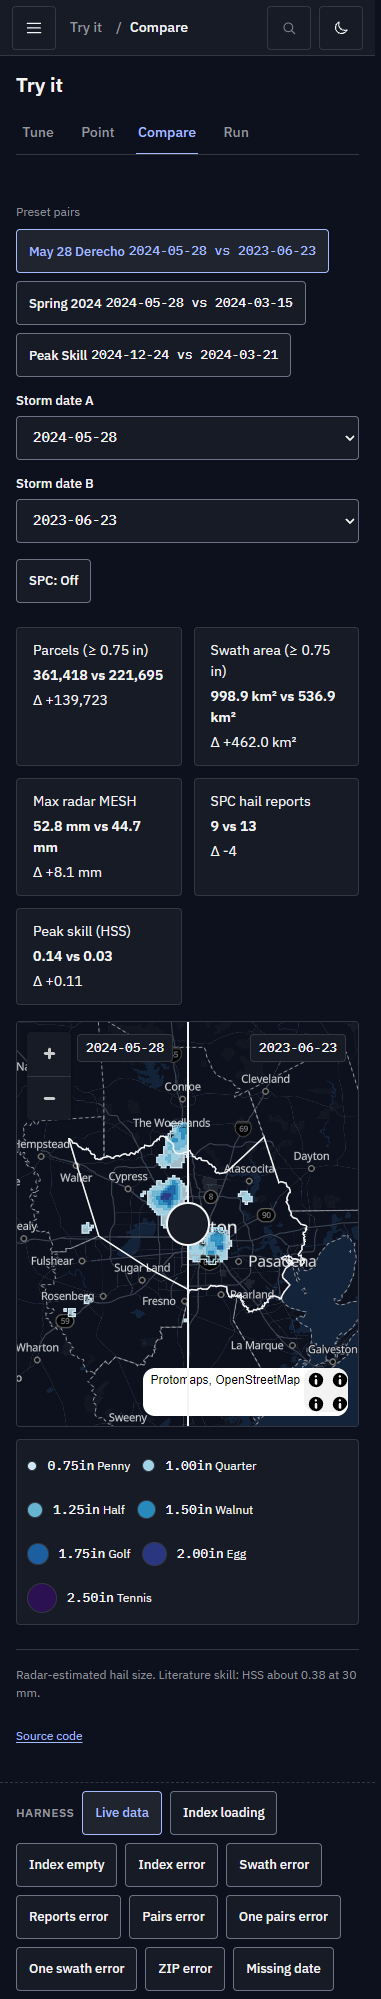 Try it / Compare
Try it
Tune Point Compare Run
Preset pairs
May 28 Derecho 2024-05-28 vs 2023-06-23
Spring 2024 2024-05-28 vs 2024-03-15
Peak Skill 2024-12-24 vs 2024-03-21
Storm date A
2024-05-28
Storm date B
2023-06-23
SPC: Off
Parcels (≥ 0.75 in)
361,418 vs 221,695
Δ +139,723
Swath area (≥ 0.75
in)
998.9 km² vs 536.9
km²
Δ +462.0 km²
Max radar MESH
52.8 mm vs 44.7
mm
Δ +8.1 mm
SPC hail reports
9 vs 13
Δ -4
Peak skill (HSS)
0.14 vs 0.03
Δ +0.11
+
−
2024-05-28
2023-06-23
Conroe
Cleveland
The Woodlands
69
empstead
Dayton
Waller
Cypress
Atascocita
8
90
ealy
ton
Fulshear
Sugar Land
Pasadena
Rosenberg
Fresno
Pearland
59
Wharton
La Marque
Galveston
Protomaps, OpenStreetMap
Sweeny
0.75in Penny 1.00in Quarter
1.25in Half 1.50in Walnut
1.75in Golf 2.00in Egg
2.50in Tennis
Radar-estimated hail size. Literature skill: HSS about 0.38 at 30
mm.
Source code
HARNESS Live data Index loading
Index empty Index error Swath error
Reports error Pairs error One pairs error
One swath error ZIP error Missing date